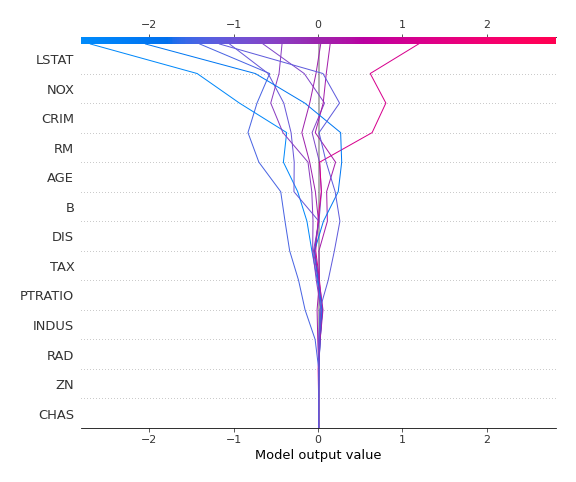 −2 −1 0 1 2
LSTAT
NOX
CRIM
RM
AGE
B
DIS
TAX
PTRATIO
INDUS
RAD
ZN
CHAS
−2 −1 0 1 2
Model output value